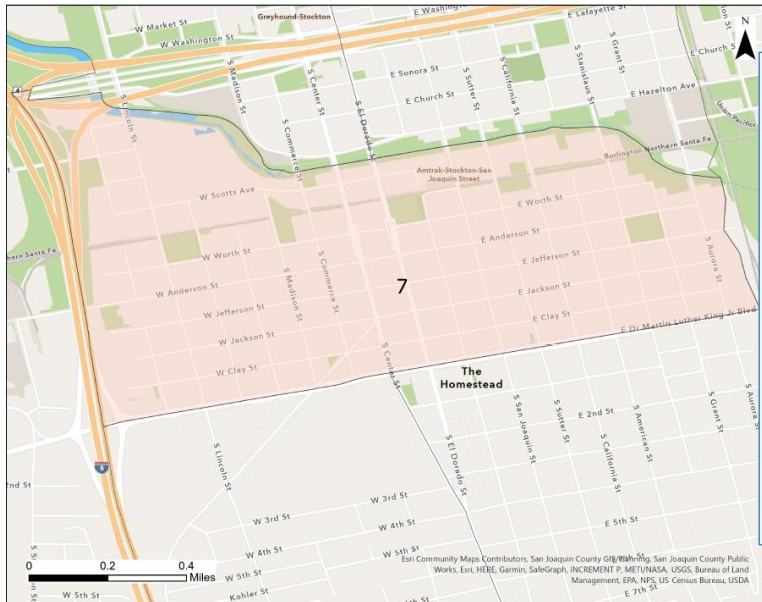 Greyhound-Stockton
E Washing
E Lafayette St
W Market St
W Washington St
N
S Madison St
S Center St
S El Dorado St
E Sonora St
S Sutter St
S California St
S Stanislaus St
S Grant St
E Church S
4
S Lincoln St
E Church St
E Hazelton Ave
Union Pacific
S Commerce St
Burlington Northern Santa Fe
Amtrak-Stockton-San
Joaquin Street
W Scotts Ave
E Worth St
hern Santa Fe
W Worth St
E Anderson St
S Aurora St
E Jefferson St
W Anderson St
S Madison St
S Commerce St
7
W Jefferson St
E Jackson St
W Jackson St
E Clay St
E Dr Martin Luther King Jr Blvd
W Clay St
S Center St
The
Homestead
S San Joaquin St
S Sutter St
E 2nd St
S California St
S American St
S Grant St
S Aurora St
S El Dorado St
S Lincoln St
5
2nd St
W 3rd St
W 4th St
E 5th St
W 4th St
W 5th St
W 5th St
W 5th St
Kohler St
E 7th St
0 0.2 0.4
Miles
Esri Community Maps Contributors, San Joaquin County GIS/Planning, San Joaquin County Public
Works, Esri, HERE, Garmin, SafeGraph, INCREMENT P, METI/NASA, USGS, Bureau of Land
Management, EPA, NPS, US Census Bureau, USDA